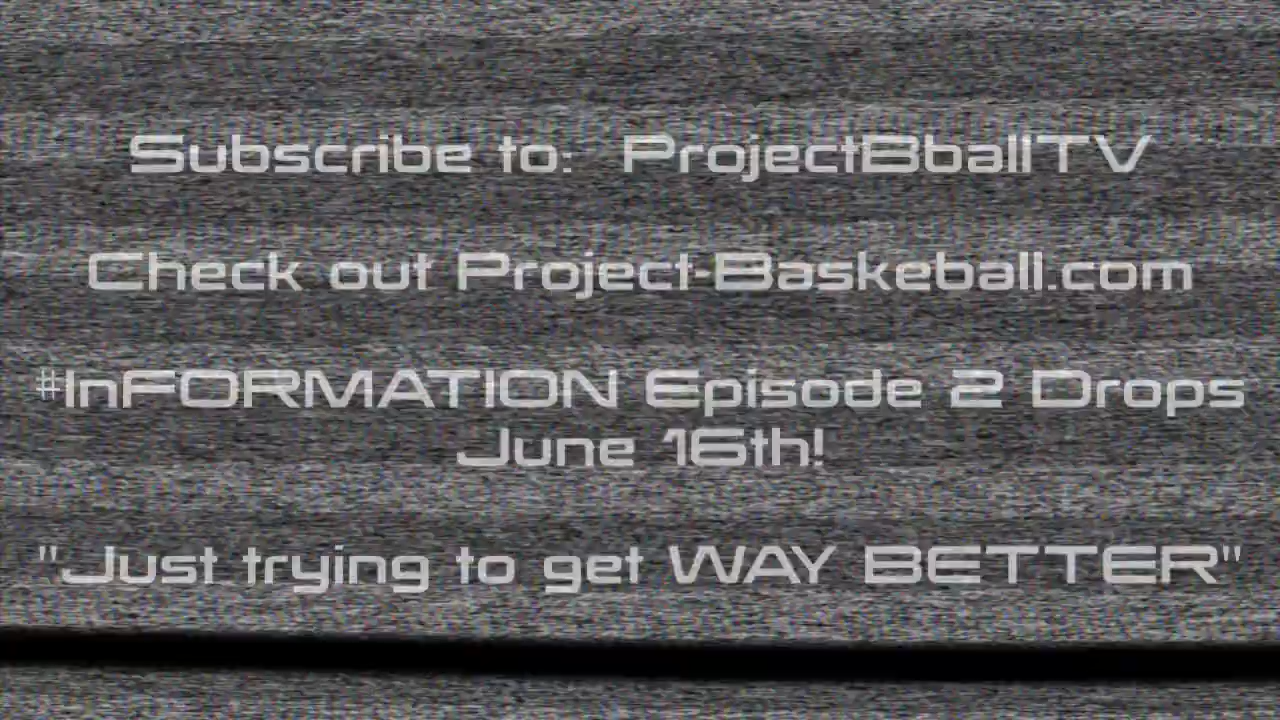 Subscribe to: ProjectBballTV
Check out Project-Baskeball.com
#InFORMATION Episode 2 Drops
June 16th!
"Just trying to get WAY BETTER"